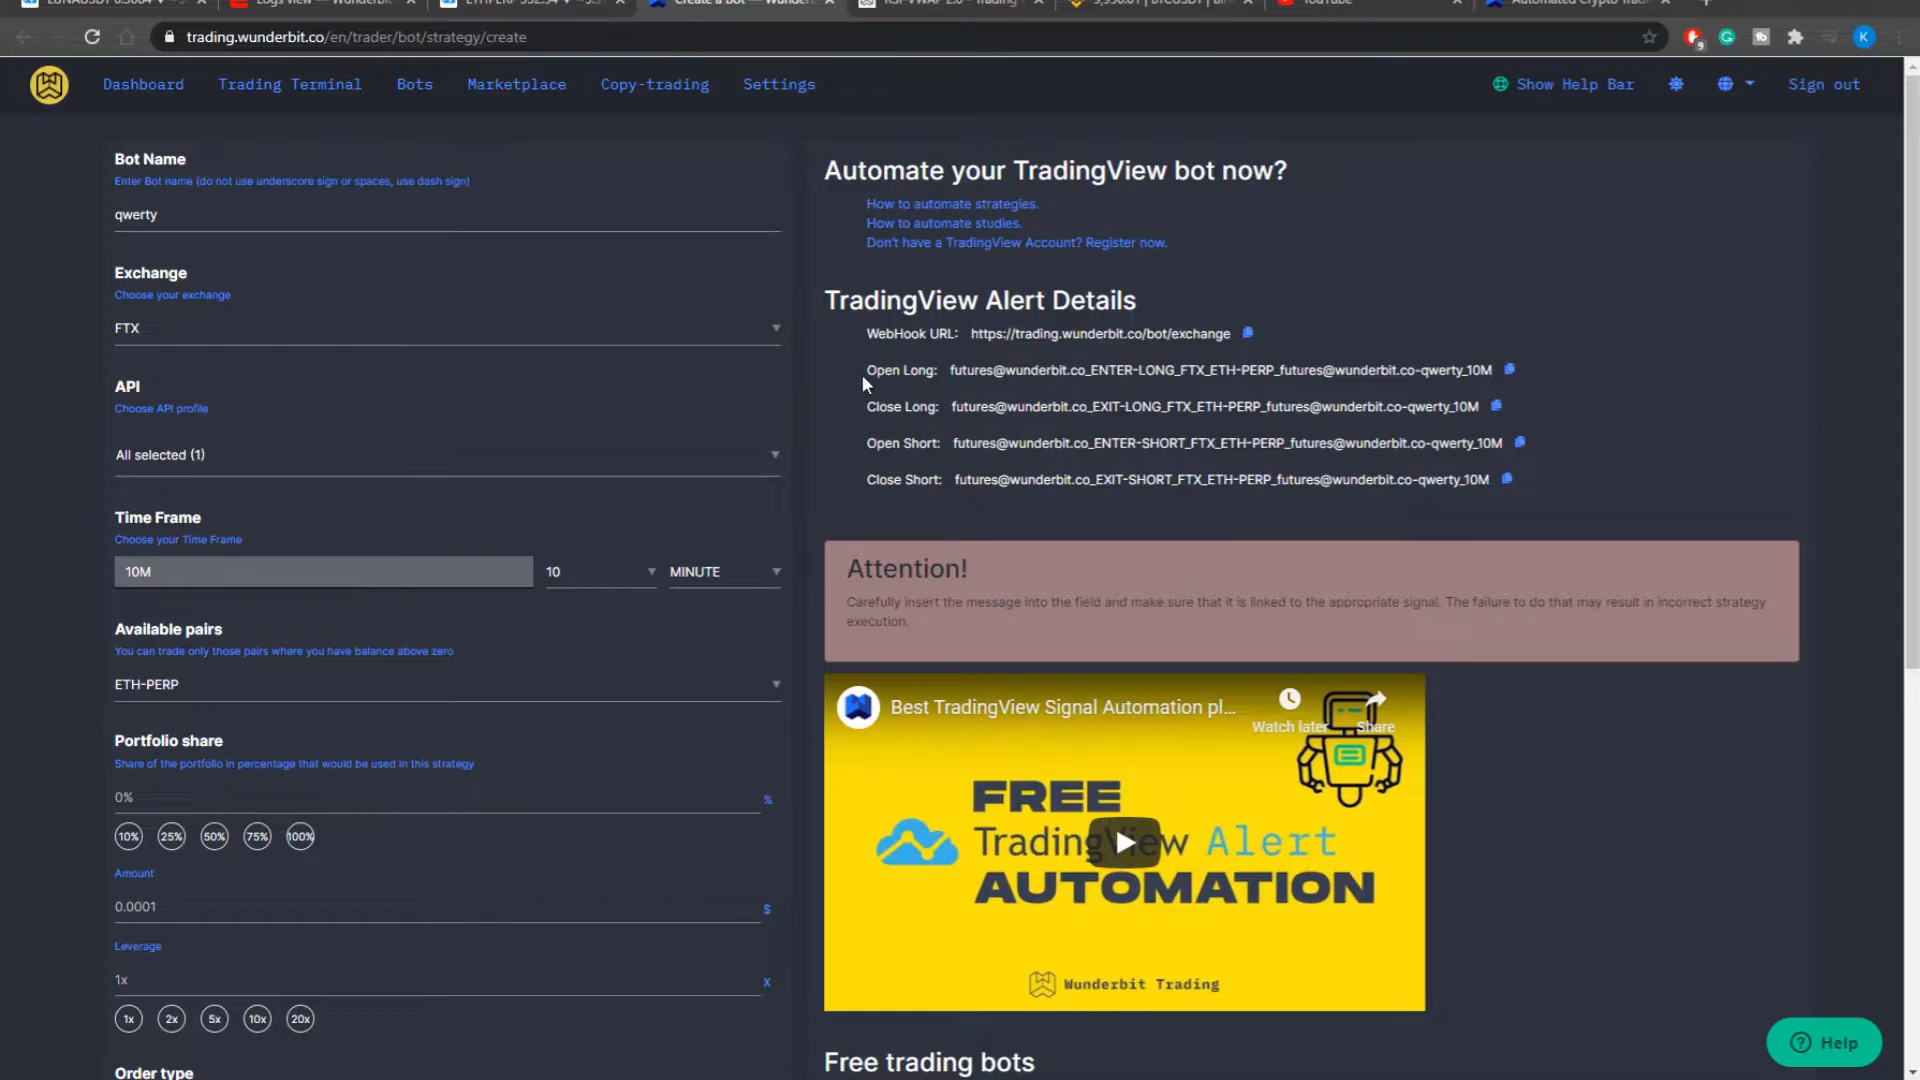 Create a bot — Wunderb
YouTube
trading.wunderbit.co/en/trader/bot/strategy/create
9
K
Dashboard Trading Terminal Bots Marketplace Copy-trading Settings Show Help Bar Sign out
Bot Name
Enter Bot name (do not use underscore sign or spaces, use dash sign)
qwerty
Exchange
Choose your exchange
FTX
API
Choose API profile
All selected (1)
Time Frame
Choose your Time Frame
10M 10 MINUTE
Available pairs
You can trade only those pairs where you have balance above zero
ETH-PERP
Portfolio share
Share of the portfolio in percentage that would be used in this strategy
0% %
10% 25% 50% 75% 100%
Amount
0.0001 $
Leverage
1x X
1x 2x 5x 10x 20x
Order type
Automate your TradingView bot now?
How to automate strategies.
How to automate studies.
Don't have a TradingView Account? Register now.
TradingView Alert Details
WebHook URL: https://trading.wunderbit.co/bot/exchange
Open Long: futures@wunderbit.co_ENTER-LONG_FTX_ETH-PERP_futures@wunderbit.co-qwerty_10M
Close Long: futures@wunderbit.co_EXIT-LONG_FTX_ETH-PERP_futures@wunderbit.co-qwerty_10M
Open Short: futures@wunderbit.co_ENTER-SHORT_FTX_ETH-PERP_futures@wunderbit.co-qwerty_10M
Close Short: futures@wunderbit.co_EXIT-SHORT_FTX_ETH-PERP_futures@wunderbit.co-qwerty_10M
Attention!
Carefully insert the message into the field and make sure that it is linked to the appropriate signal. The failure to do that may result in incorrect strategy
execution.
Best TradingView Signal Automation pl...
Watch later Share
FREE
TradingView Alert
AUTOMATION
Wunderbit Trading
Free trading bots
Help